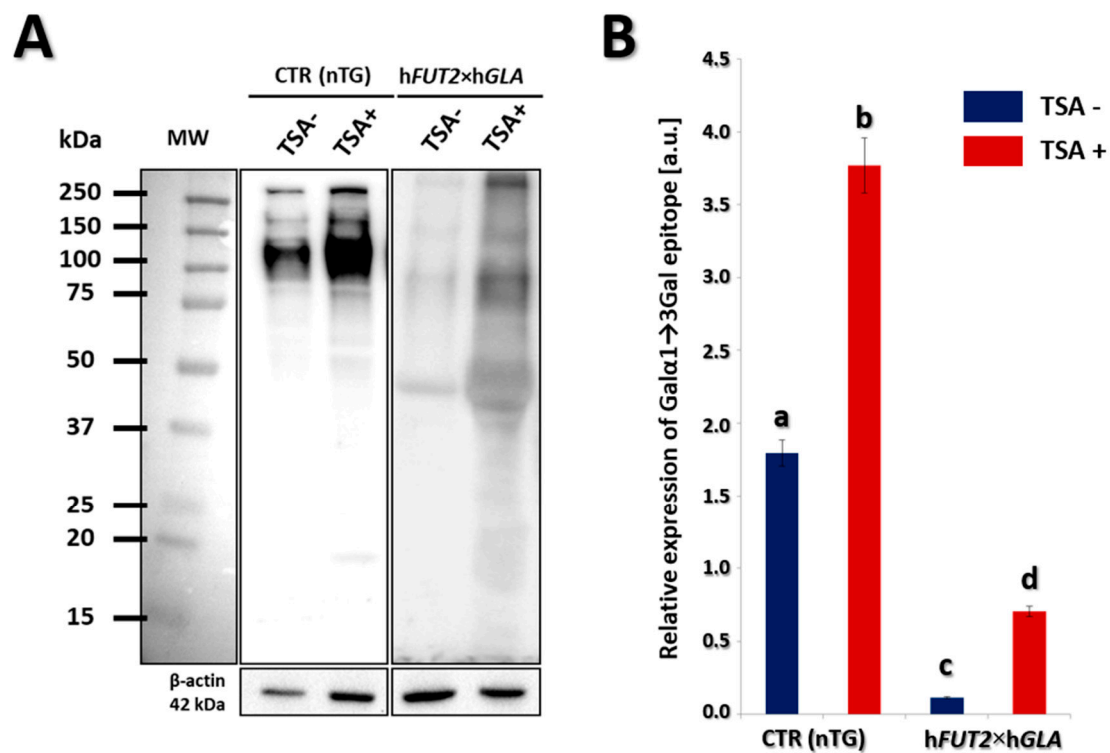 A
CTR (nTG)
hFUT2×hGLA
kDa
MW
TSA-
TSA+
TSA-
TSA+
250
150
100
75
50
37
25
20
15
β-actin
42 kDa
B
Relative expression of Galα1→3Gal epitope [a.u.]
4.5
4.0
3.5
3.0
2.5
2.0
1.5
1.0
0.5
0.0
TSA -
TSA +
a
b
c
d
CTR (nTG)
hFUT2×hGLA